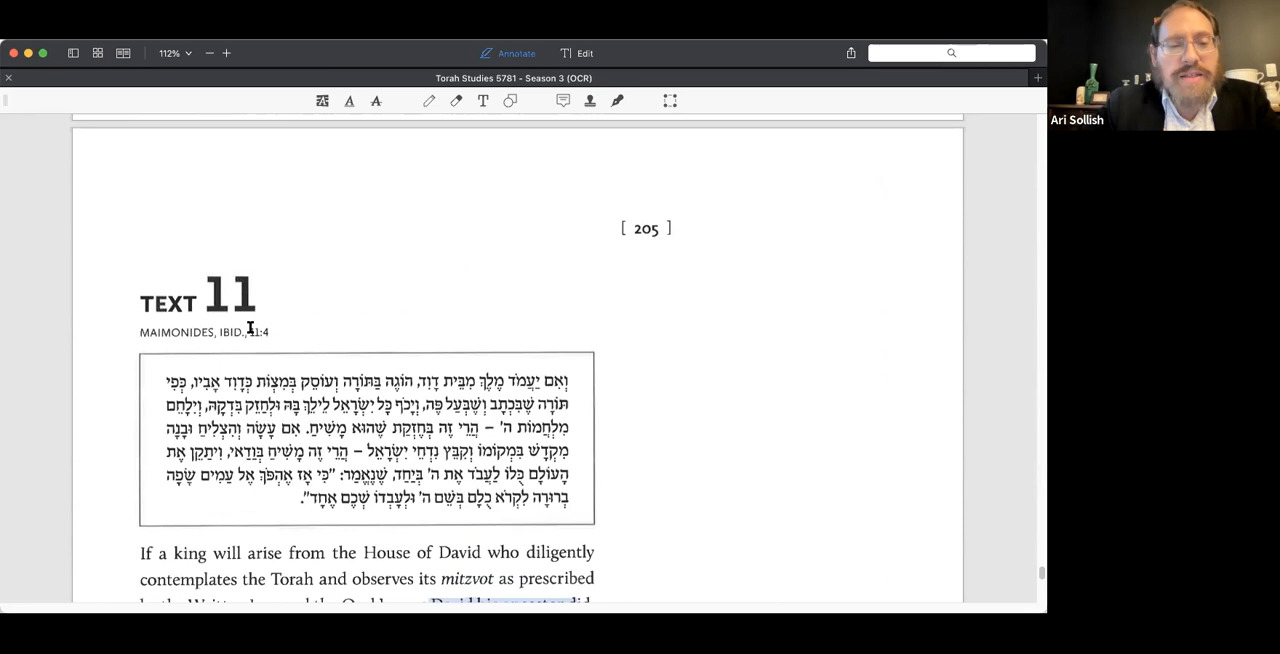 112%
Annotate
Edit
Torah Studies 5781 - Season 3 (OCR)
Ari Sollish
[ 205 ]
TEXT 11
MAIMONIDES, IBID., 11:4
וְאִם יַעֲמֹד מֶלֶךְ מִבֵּית דָוִד, הוֹגֶה בַּתּוֹרָה וְעוֹסֵק בְּמִצְוֹת כְּדָוִד אָבִיו, כְּפִי
תּוֹרָה שֶׁבִּכְתָב וְשֶׁבְּעַל פֶּה, וְיָכֹף כָּל יִשְׂרָאֵל לֵילֵךְ בָּהּ וּלְחַזֵּק בִּדְקָהּ, וְיִלָּחֵם
מִלְחֲמוֹת ה' – הֲרֵי זֶה בְּחֶזְקַת שֶׁהוּא מָשִׁיחַ. אִם עָשָׂה וְהִצְלִיחַ וּבָנָה
מִקְדָּשׁ בִּמְקוֹמוֹ וְקִבֵּץ נִדְחֵי יִשְׂרָאֵל – הֲרֵי זֶה מָשִׁיחַ בְּוַדַּאי, וִיתַקֵּן אֶת
הָעוֹלָם כֻּלּוֹ לַעֲבֹד אֶת ה' בְּיַחַד, שֶׁנֶּאֱמַר: "כִּי אָז אֶהְפֹּךְ אֶל עַמִּים שָׂפָה
בְרוּרָה לִקְרֹא כֻלָּם בְּשֵׁם ה' וּלְעָבְדוֹ שְׁכֶם אֶחָד".
If a king will arise from the House of David who diligently
contemplates the Torah and observes its mitzvot as prescribed